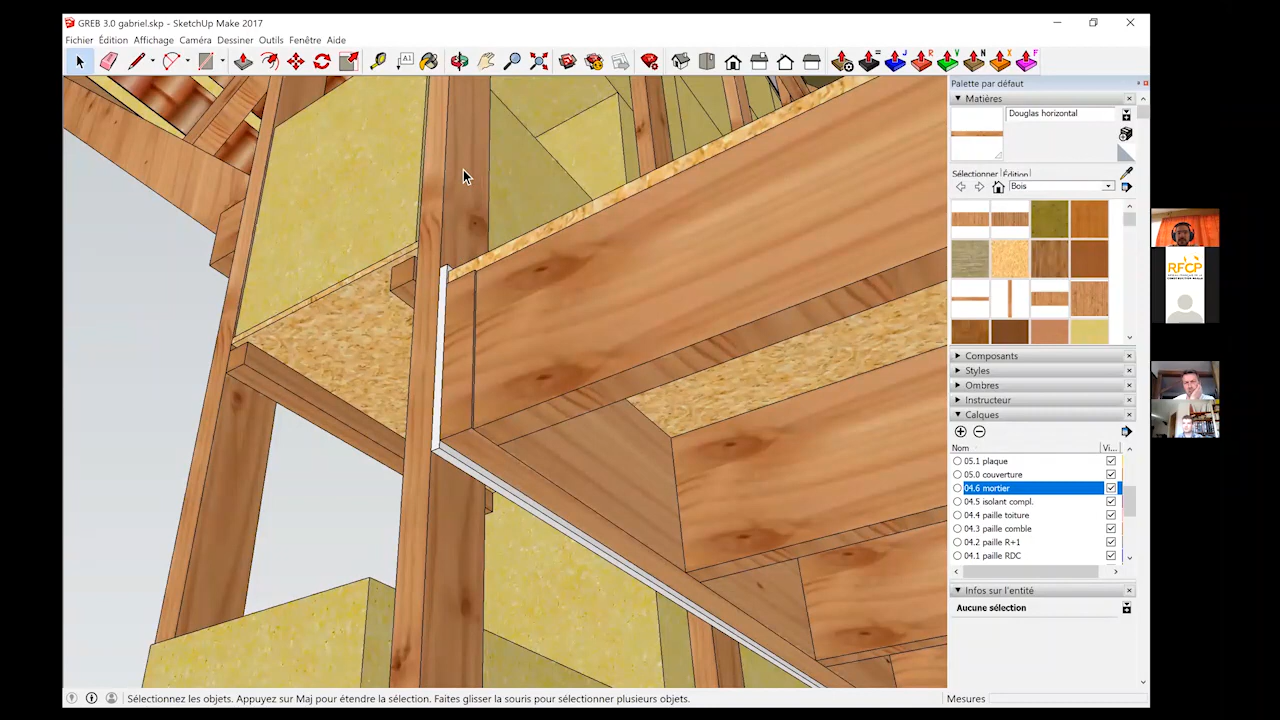 GREB 3.0 gabriel.skp - SketchUp Make 2017
Fichier Édition Affichage Caméra Dessiner Outils Fenêtre Aide
A1
= J R V N X F
Palette par défaut
Matières
Douglas horizontal
Sélectionner Édition
Bois
Composants
Styles
Ombres
Instructeur
Calques
Nom Vi...
05.1 plaque
05.0 couverture
04.6 mortier
04.5 isolant compl.
04.4 paille toiture
04.3 paille comble
04.2 paille R+1
04.1 paille RDC
Infos sur l'entité
Aucune sélection
Sélectionnez les objets. Appuyez sur Maj pour étendre la sélection. Faites glisser la souris pour sélectionner plusieurs objets.
Mesures
RFCP